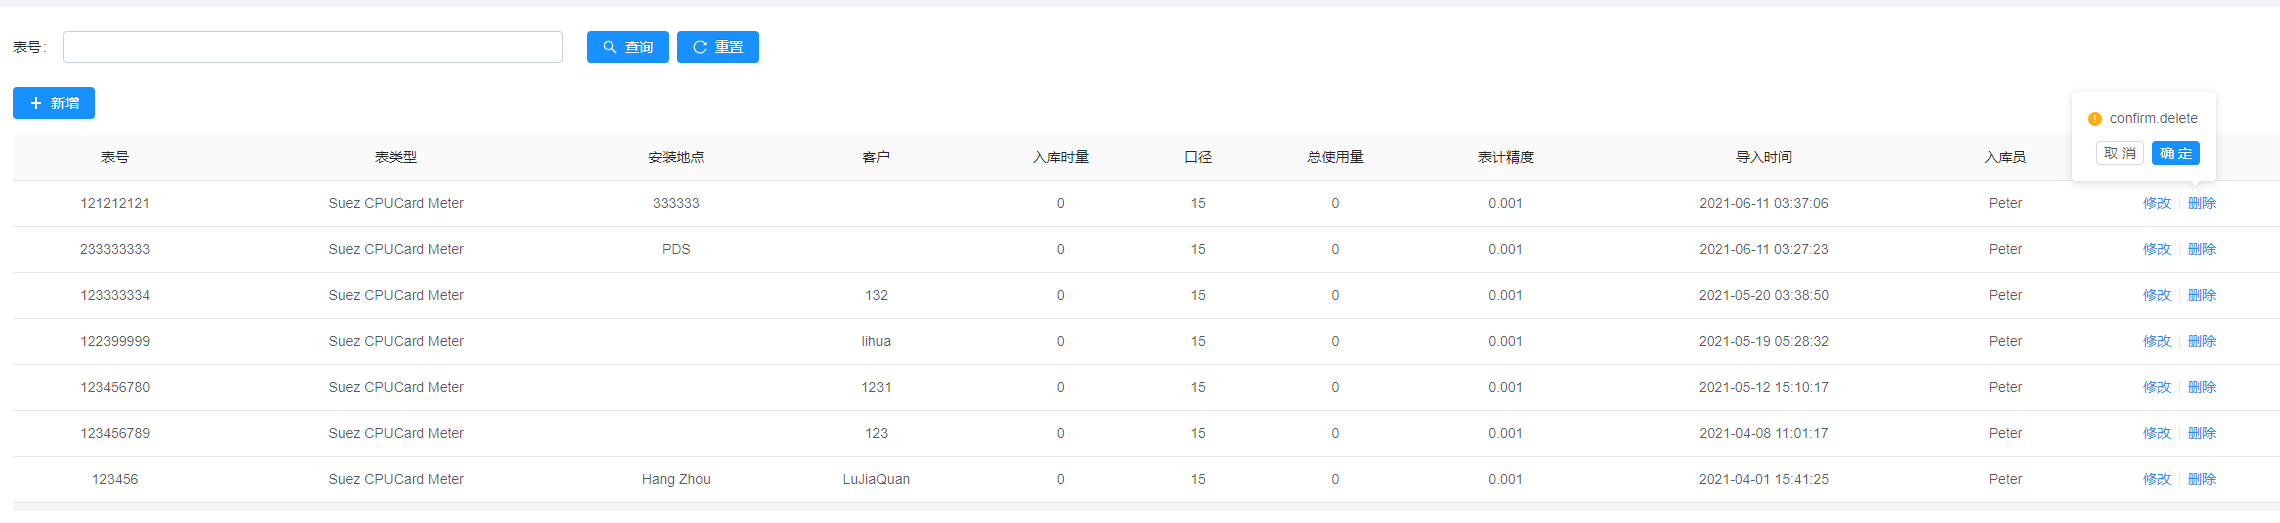 表号: 查询 重置
新增
confirm.delete
取 消 确 定
表号 表类型 安装地点 客户 入库时量 口径 总使用量 表计精度 导入时间 入库员
121212121 Suez CPUCard Meter 333333 0 15 0 0.001 2021-06-11 03:37:06 Peter 修改 删除
233333333 Suez CPUCard Meter PDS 0 15 0 0.001 2021-06-11 03:27:23 Peter 修改 删除
123333334 Suez CPUCard Meter 132 0 15 0 0.001 2021-05-20 03:38:50 Peter 修改 删除
122399999 Suez CPUCard Meter lihua 0 15 0 0.001 2021-05-19 05:28:32 Peter 修改 删除
123456780 Suez CPUCard Meter 1231 0 15 0 0.001 2021-05-12 15:10:17 Peter 修改 删除
123456789 Suez CPUCard Meter 123 0 15 0 0.001 2021-04-08 11:01:17 Peter 修改 删除
123456 Suez CPUCard Meter Hang Zhou LuJiaQuan 0 15 0 0.001 2021-04-01 15:41:25 Peter 修改 删除